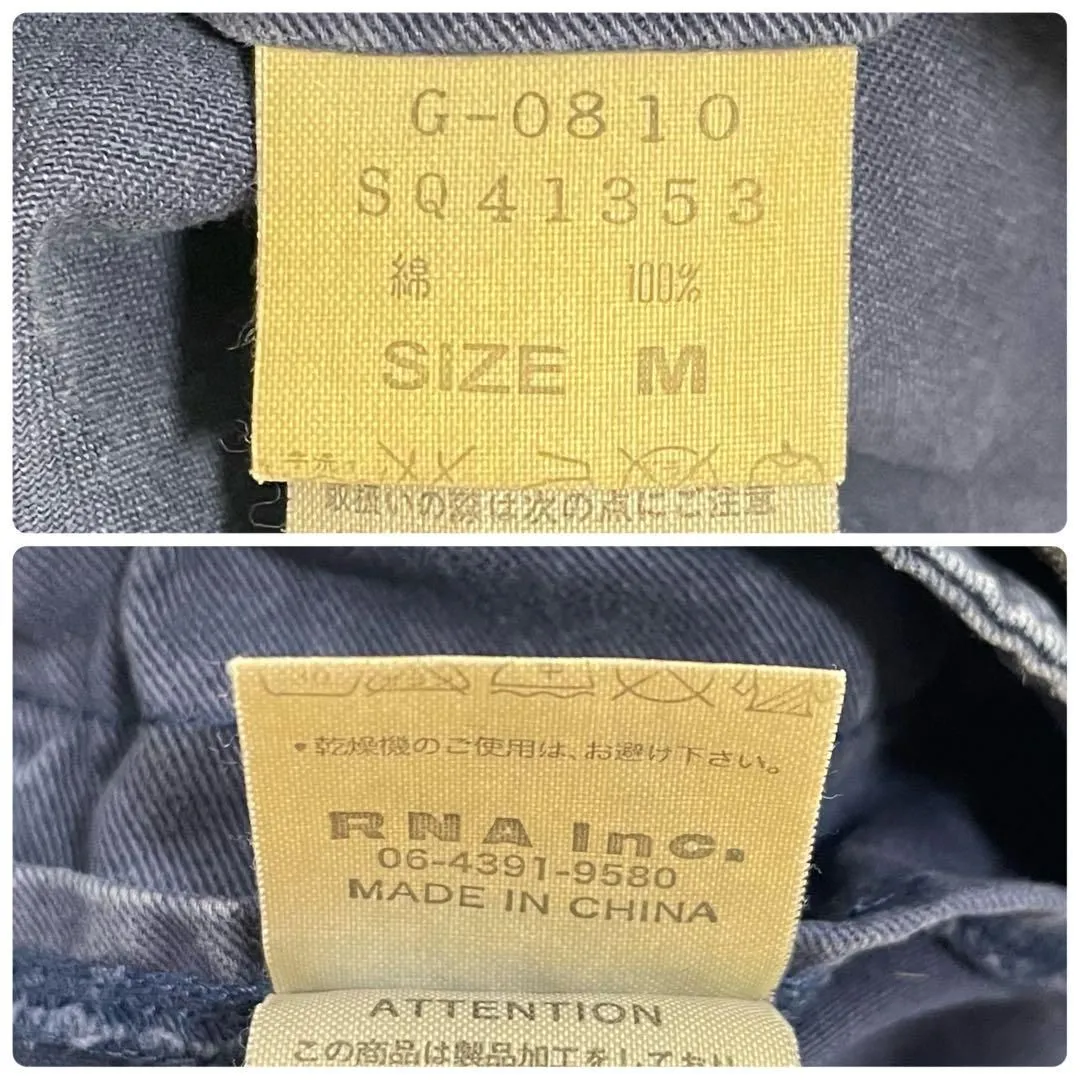 G-0810
SQ41353
綿 100%
SIZE M
取扱いの際は次の点にご注意
30
・乾燥機のご使用は、お避け下さい。
RNA Inc.
06-4391-9580
MADE IN CHINA
ATTENTION
この商品は製品加工をしており